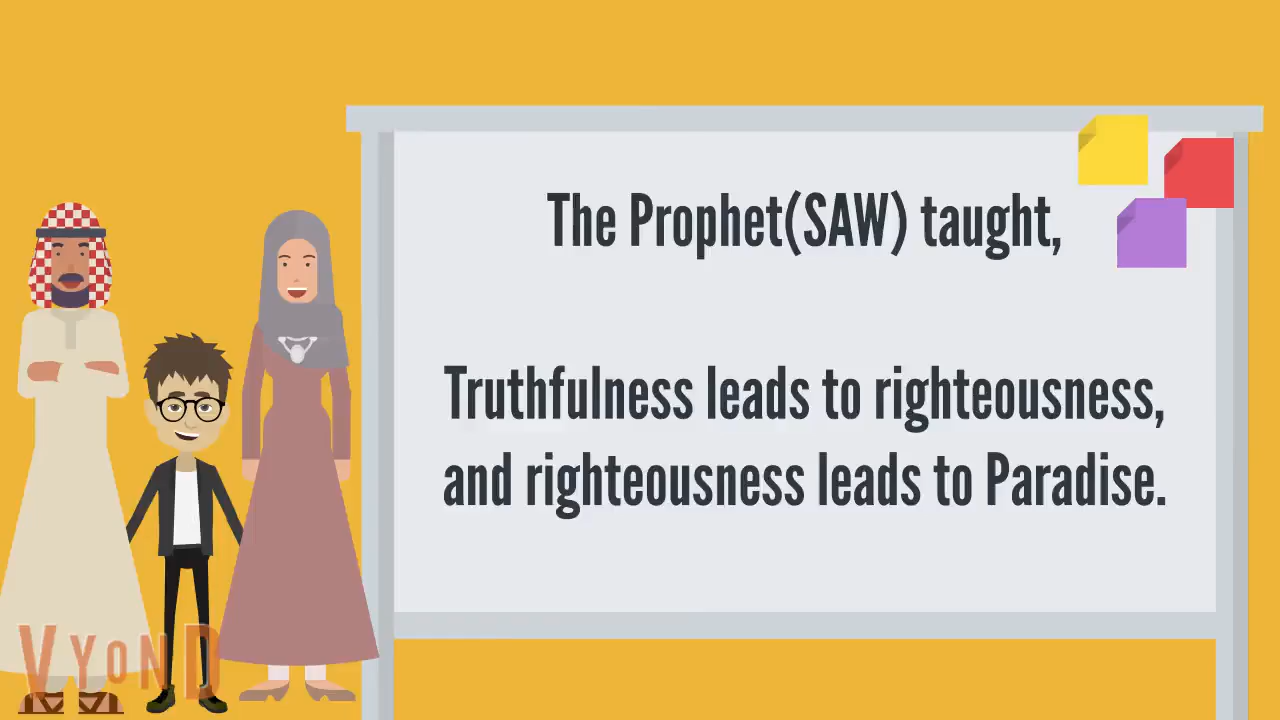 The Prophet(SAW) taught,
Truthfulness leads to righteousness,
and righteousness leads to Paradise.
VYOND